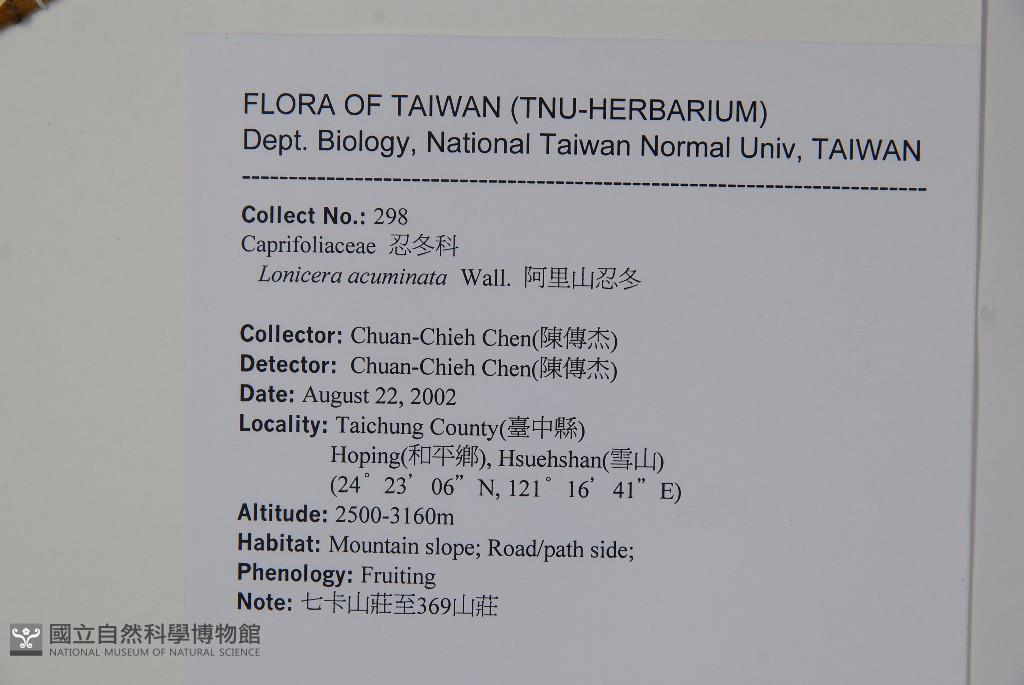 FLORA OF TAIWAN (TNU-HERBARIUM)
Dept. Biology, National Taiwan Normal Univ, TAIWAN
--------------------------------------------------------------------------
Collect No.: 298
Caprifoliaceae 忍冬科
Lonicera acuminata Wall. 阿里山忍冬
Collector: Chuan-Chieh Chen(陳傳杰)
Detector: Chuan-Chieh Chen(陳傳杰)
Date: August 22, 2002
Locality: Taichung County(臺中縣)
Hoping(和平鄉), Hsuehshan(雪山)
(24° 23’ 06” N, 121° 16’ 41” E)
Altitude: 2500-3160m
Habitat: Mountain slope; Road/path side;
Phenology: Fruiting
Note: 七卡山莊至369山莊
國立自然科學博物館
NATIONAL MUSEUM OF NATURAL SCIENCE